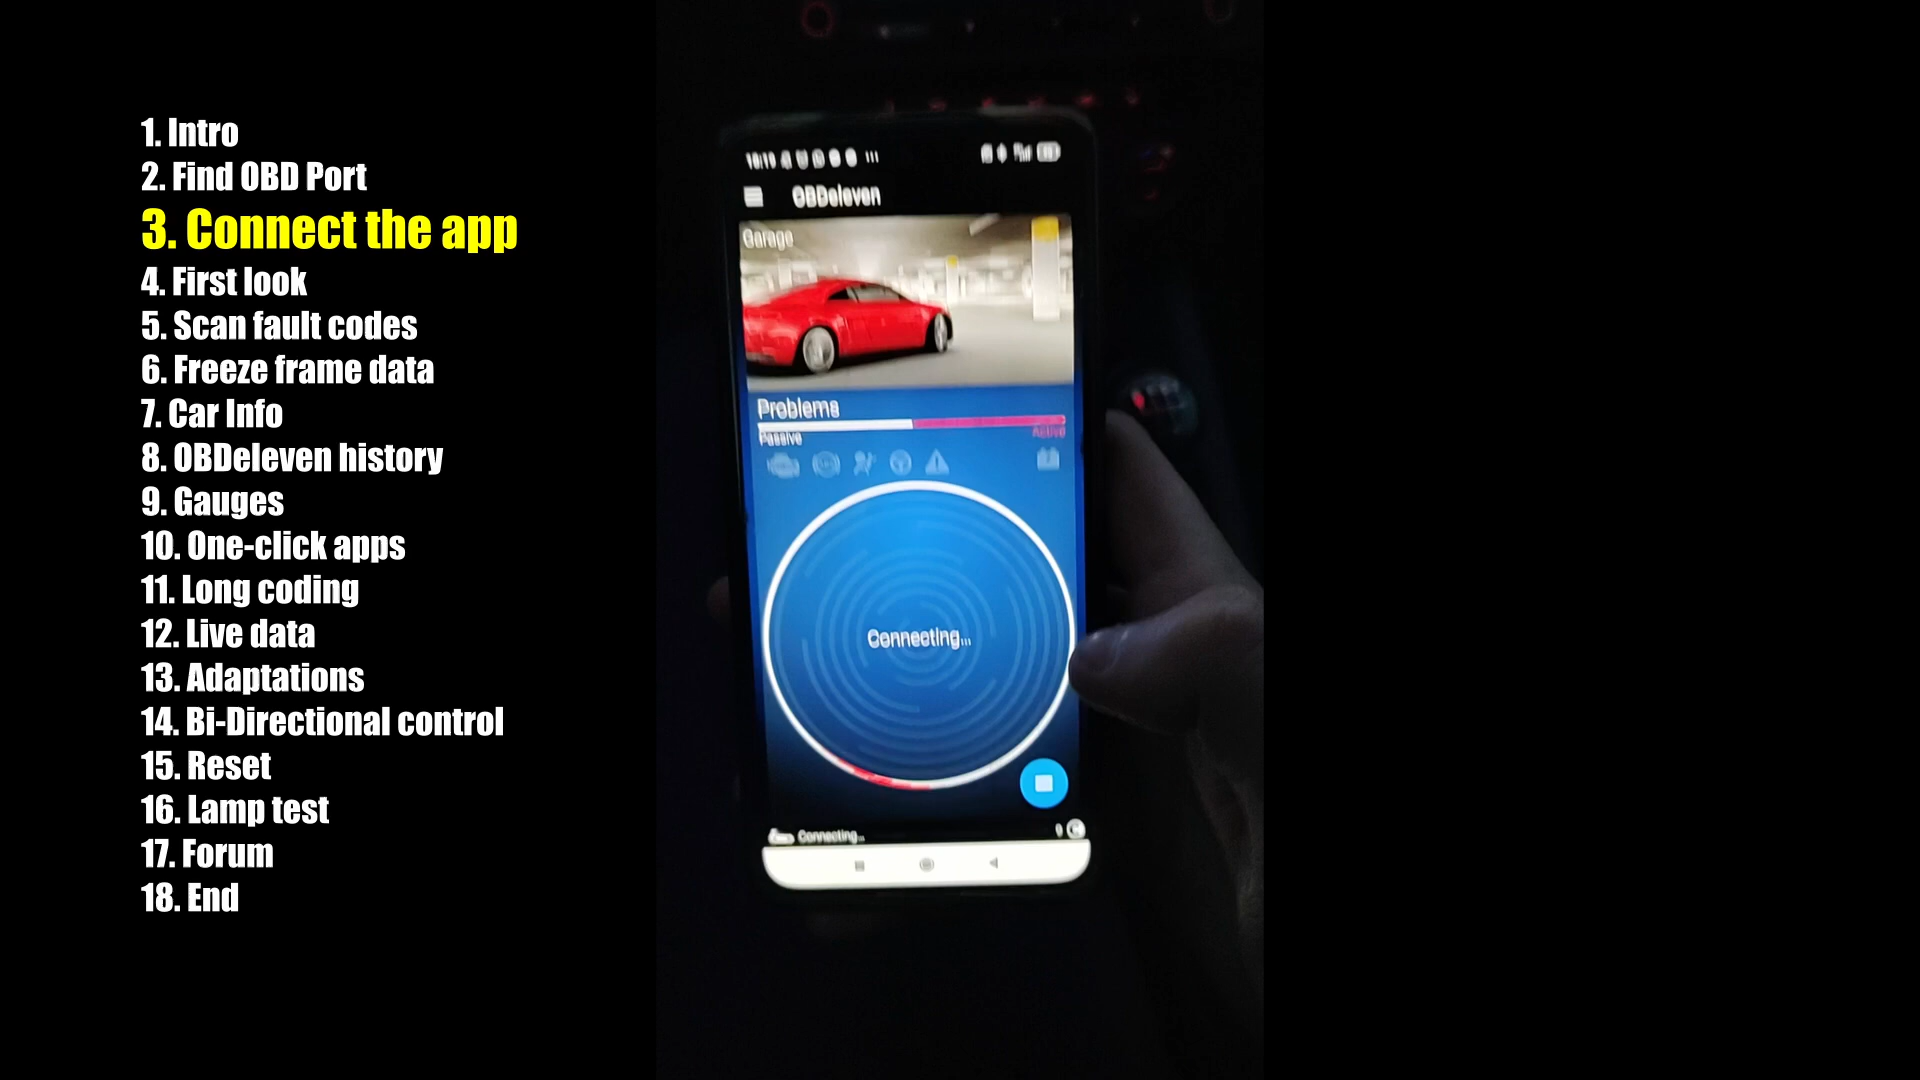 1. Intro
2. Find OBD Port
3. Connect the app
4. First look
5. Scan fault codes
6. Freeze frame data
7. Car Info
8. OBDeleven history
9. Gauges
10. One-click apps
11. Long coding
12. Live data
13. Adaptations
14. Bi-Directional control
15. Reset
16. Lamp test
17. Forum
18. End
OBDeleven
Garage
Problems
Passive Active
Connecting...
Connecting...